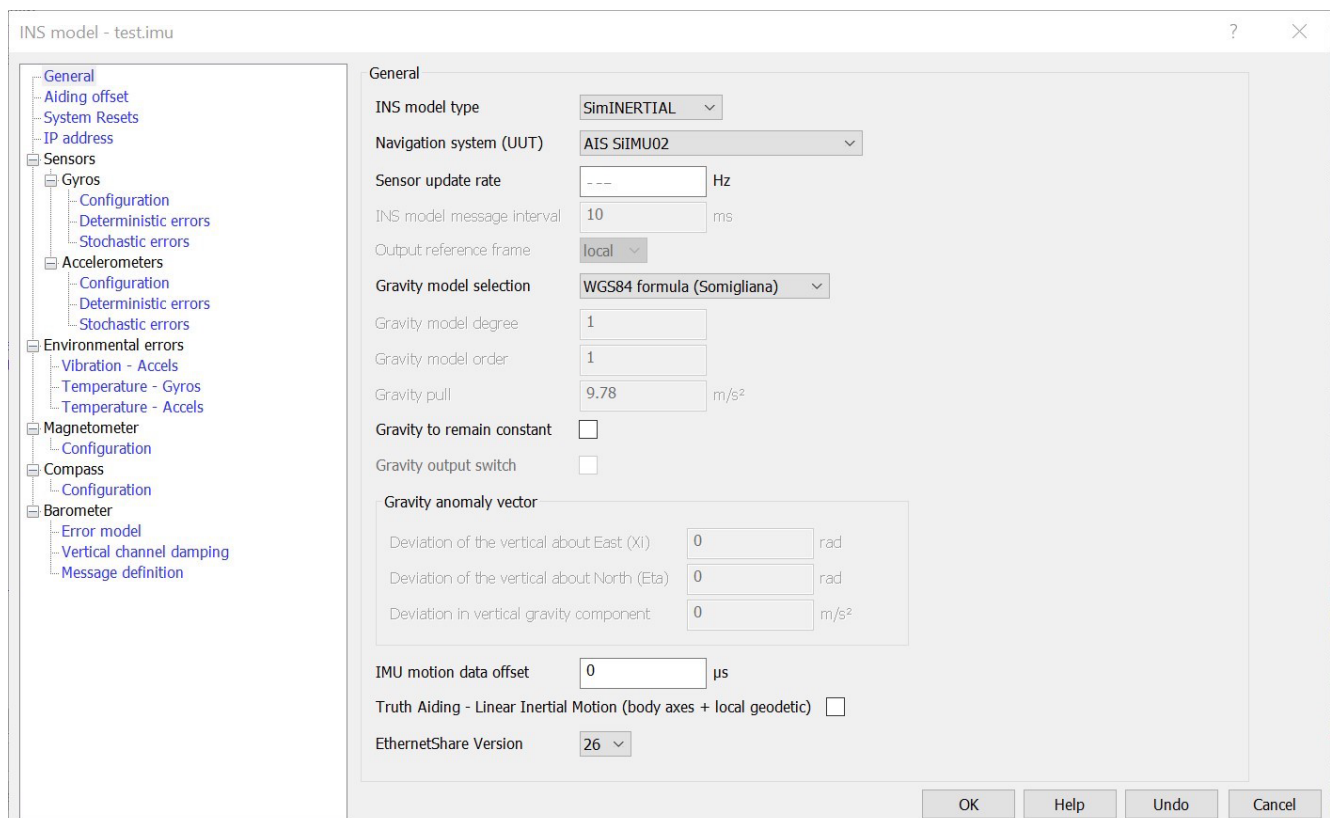 INS model - test.imu
?
General
Aiding offset
System Resets
IP address
Sensors
Gyros
Configuration
Deterministic errors
Stochastic errors
Accelerometers
Configuration
Deterministic errors
Stochastic errors
Environmental errors
Vibration - Accels
Temperature - Gyros
Temperature - Accels
Magnetometer
Configuration
Compass
Configuration
Barometer
Error model
Vertical channel damping
Message definition
General
INS model type SimINERTIAL
Navigation system (UUT) AIS SiIMU02
Sensor update rate --- Hz
INS model message interval 10 ms
Output reference frame local
Gravity model selection WGS84 formula (Somigliana)
Gravity model degree 1
Gravity model order 1
Gravity pull 9.78 m/s²
Gravity to remain constant
Gravity output switch
Gravity anomaly vector
Deviation of the vertical about East (Xi) 0 rad
Deviation of the vertical about North (Eta) 0 rad
Deviation in vertical gravity component 0 m/s²
IMU motion data offset 0 µs
Truth Aiding - Linear Inertial Motion (body axes + local geodetic)
EthernetShare Version 26
OK Help Undo Cancel